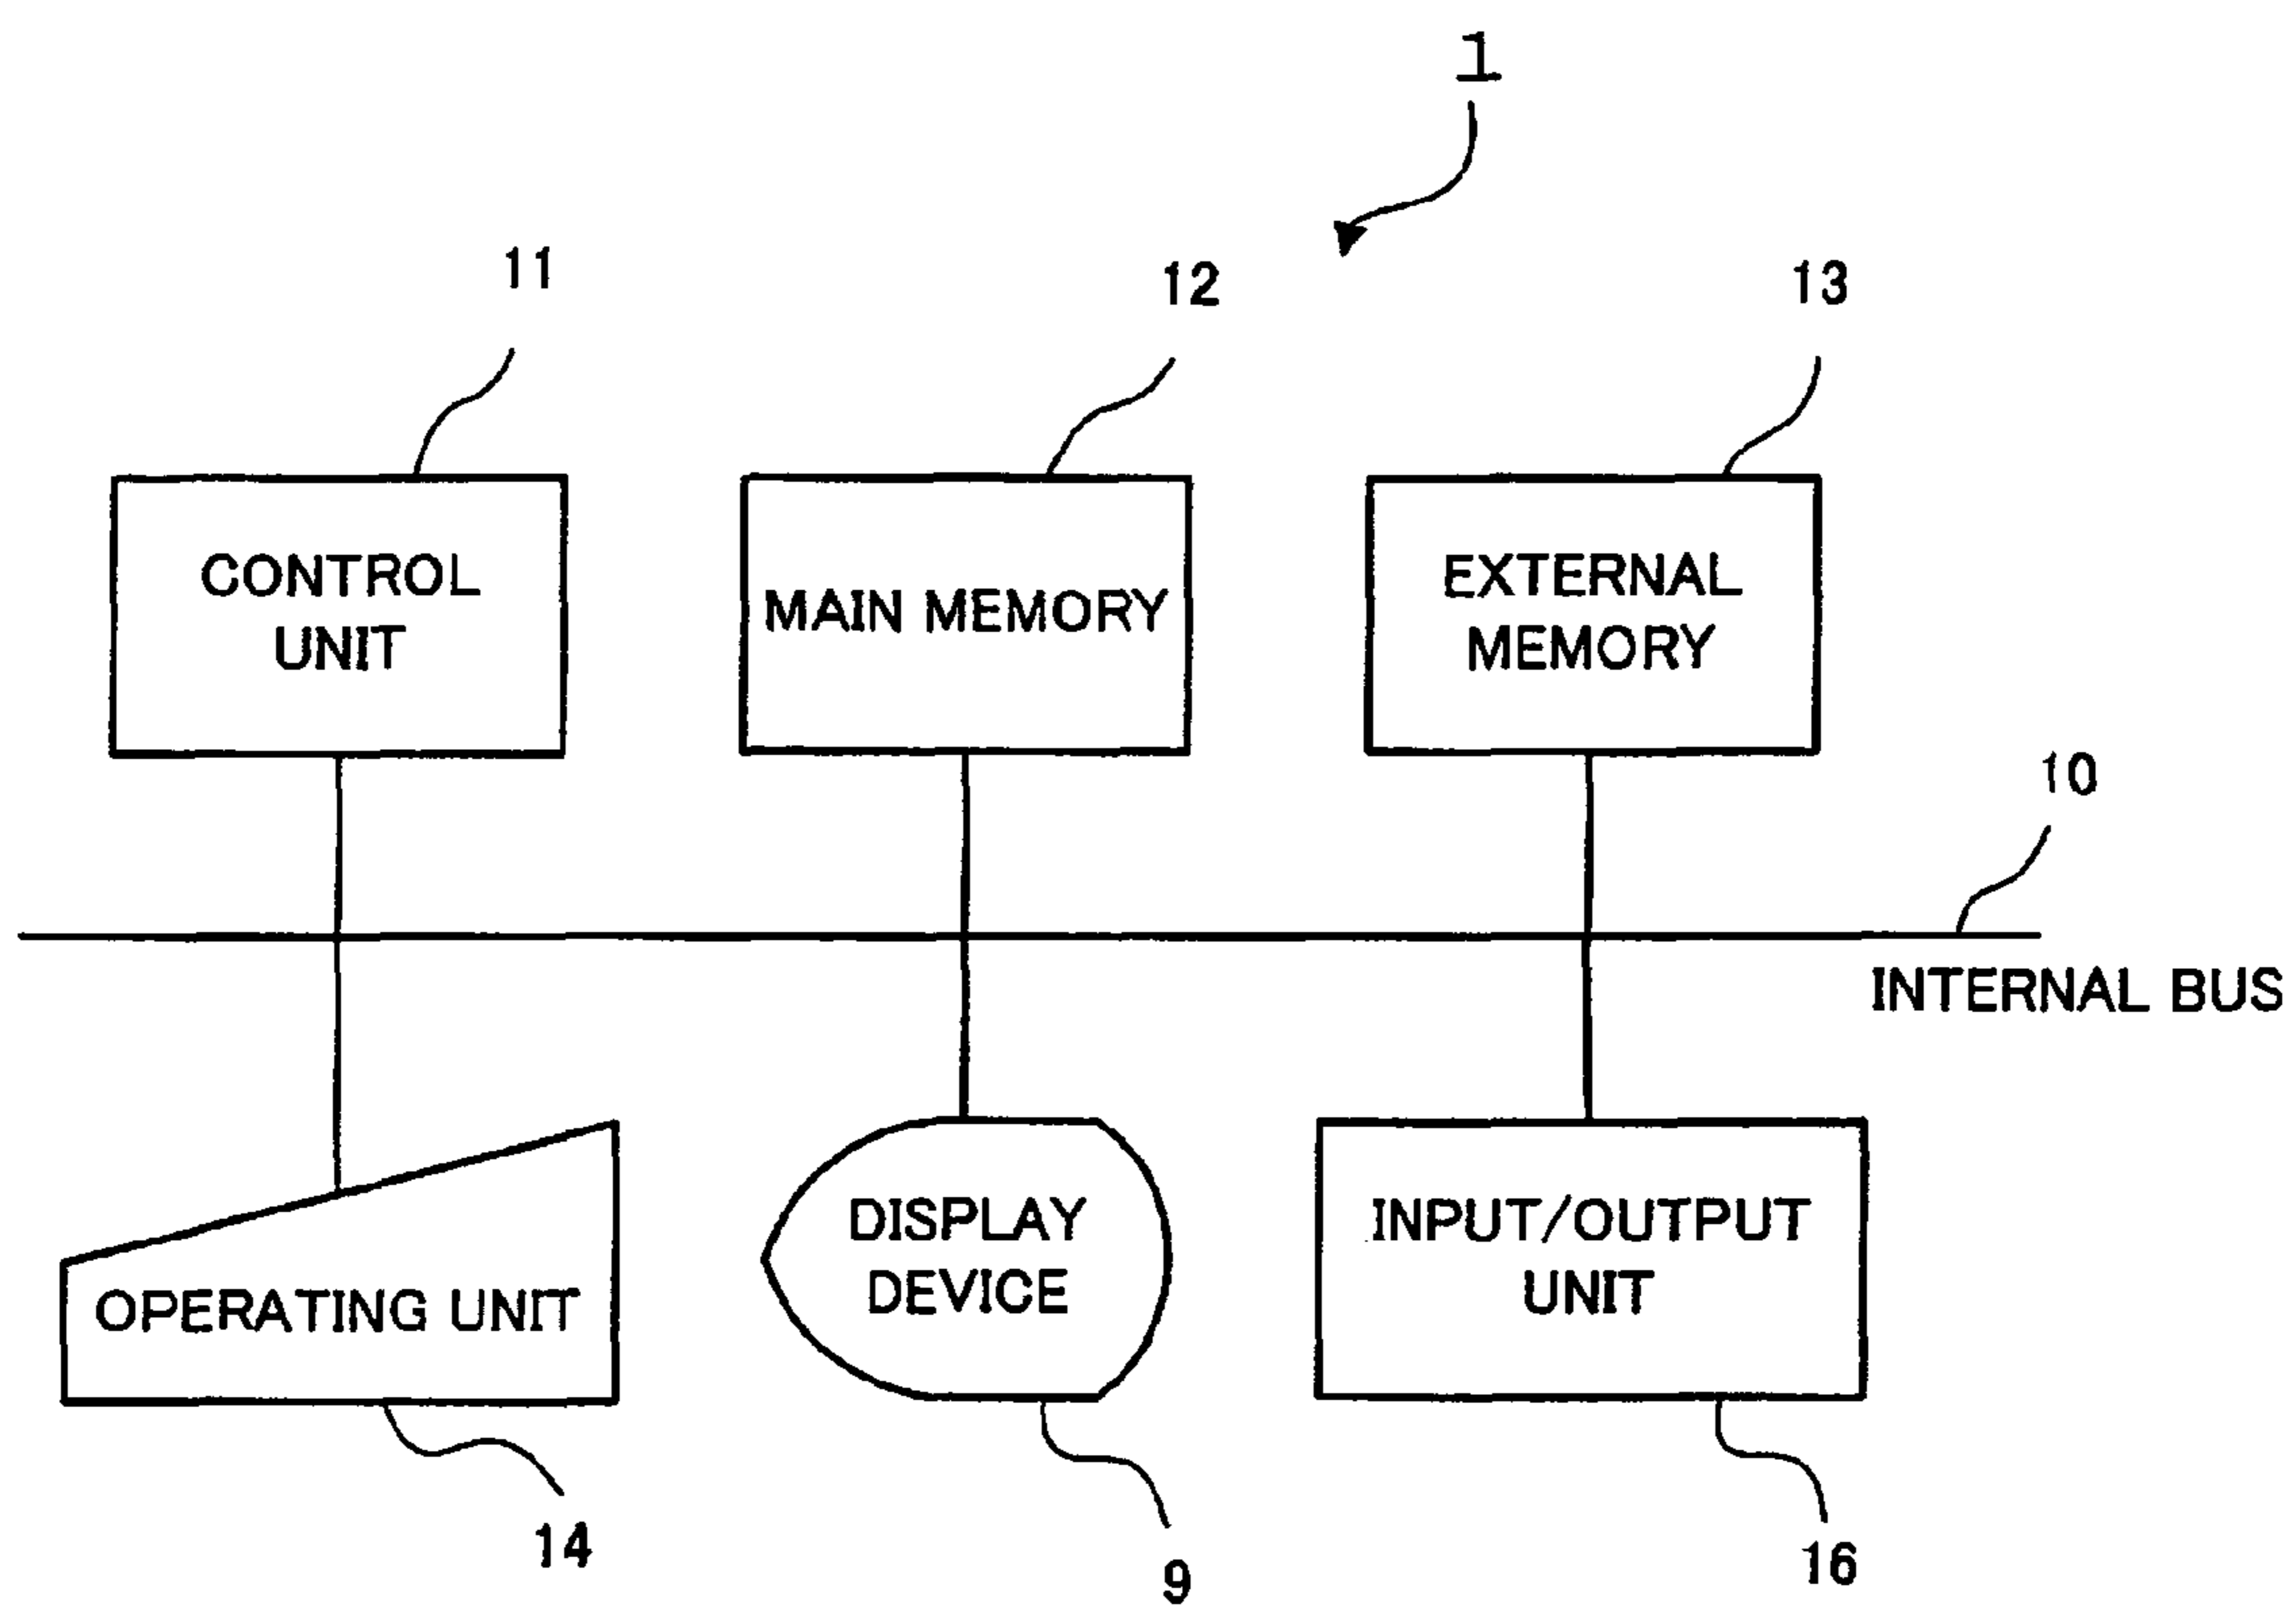 1
11
12
13
CONTROL
UNIT
MAIN MEMORY
EXTERNAL
MEMORY
10
INTERNAL BUS
OPERATING UNIT
DISPLAY
DEVICE
INPUT/OUTPUT
UNIT
14
9
16